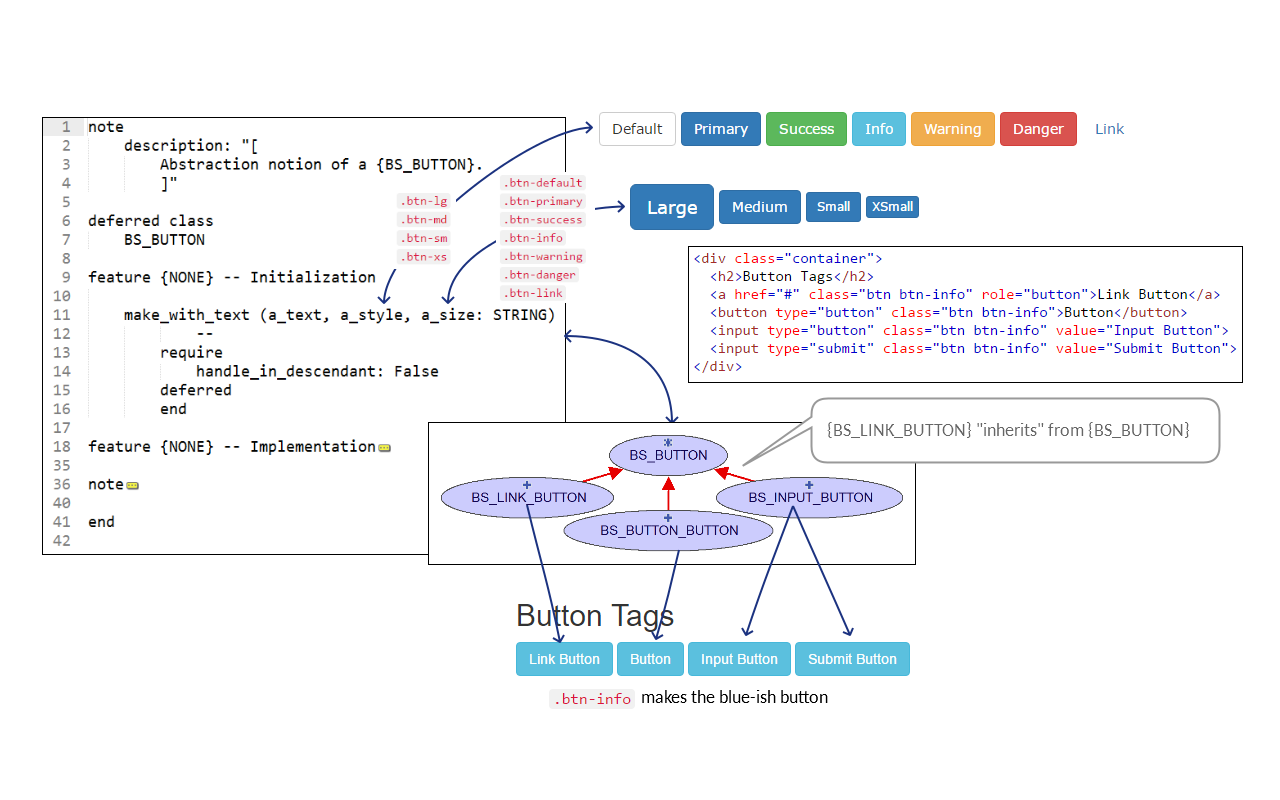 1 note
2 description: "[
3 Abstraction notion of a {BS_BUTTON}.
4 ]"
5
6 deferred class
7 BS_BUTTON
8
9 feature {NONE} -- Initialization
10
11 make_with_text (a_text, a_style, a_size: STRING)
12 --
13 require
14 handle_in_descendant: False
15 deferred
16 end
17
18 feature {NONE} -- Implementation
35
36 note
40
41 end
42
.btn-lg
.btn-md
.btn-sm
.btn-xs
.btn-default
.btn-primary
.btn-success
.btn-info
.btn-warning
.btn-danger
.btn-link
Default Primary Success Info Warning Danger Link
Large Medium Small XSmall
<div class="container">
<h2>Button Tags</h2>
<a href="#" class="btn btn-info" role="button">Link Button</a>
<button type="button" class="btn btn-info">Button</button>
<input type="button" class="btn btn-info" value="Input Button">
<input type="submit" class="btn btn-info" value="Submit Button">
</div>
{BS_LINK_BUTTON} "inherits" from {BS_BUTTON}
*
BS_BUTTON
+
BS_LINK_BUTTON
+
BS_INPUT_BUTTON
+
BS_BUTTON_BUTTON
Button Tags
Link Button Button Input Button Submit Button
.btn-info makes the blue-ish button